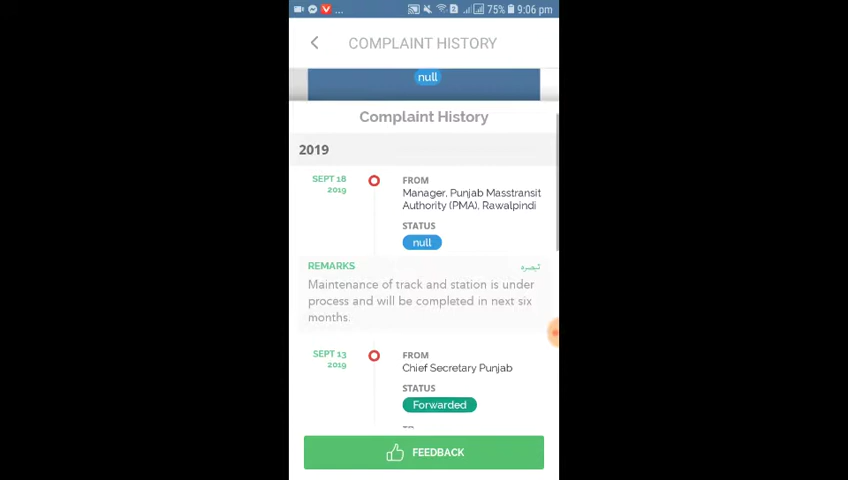 ... 75% 9:06 pm
COMPLAINT HISTORY
null
Complaint History
2019
SEPT 18
2019
FROM
Manager, Punjab Masstransit
Authority (PMA), Rawalpindi
STATUS
null
REMARKS تبصرہ
Maintenance of track and station is under
process and will be completed in next six
months.
SEPT 13
2019
FROM
Chief Secretary Punjab
STATUS
Forwarded
TO
FEEDBACK